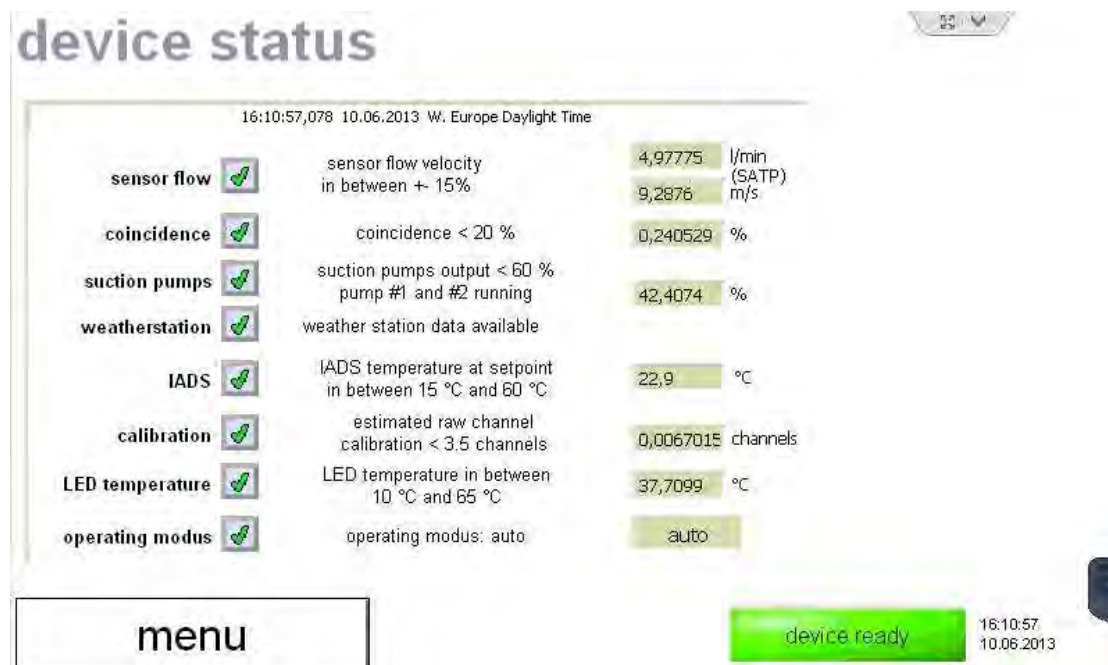 device status
16:10:57,078 10.06.2013 W. Europe Daylight Time
sensor flow
sensor flow velocity
in between +- 15%
4,97775 l/min
(SATP)
9,2876 m/s
coincidence
coincidence < 20 %
0,240529 %
suction pumps
suction pumps output < 60 %
pump #1 and #2 running
42,4074 %
weatherstation
weather station data available
IADS
IADS temperature at setpoint
in between 15 °C and 60 °C
22,9 °C
calibration
estimated raw channel
calibration < 3.5 channels
0,0067015 channels
LED temperature
LED temperature in between
10 °C and 65 °C
37,7099 °C
operating modus
operating modus: auto
auto
menu
device ready
16:10:57
10.06.2013